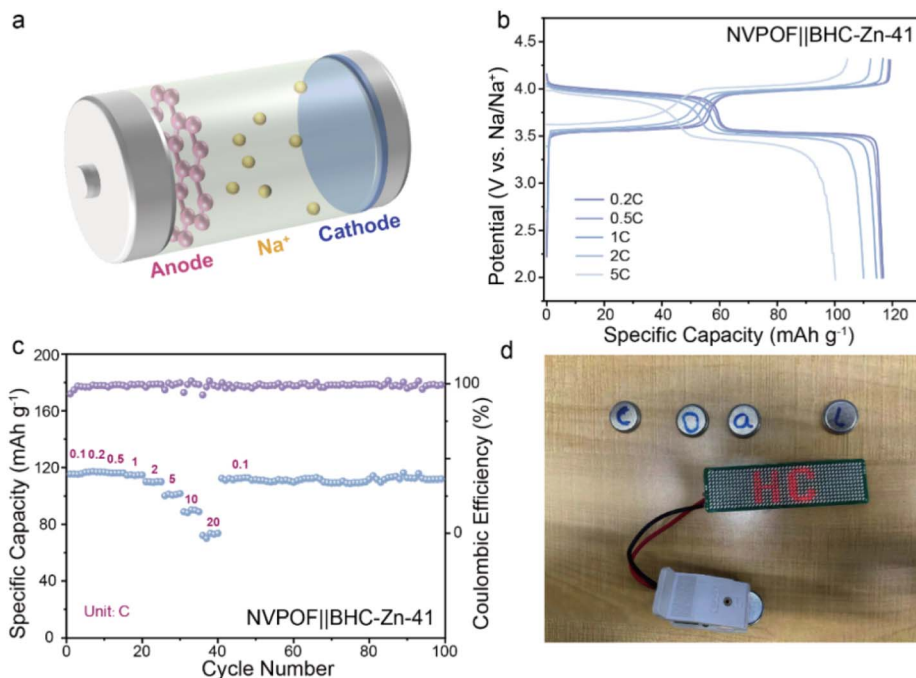 a
Anode
Na⁺
Cathode
b
NVPOF||BHC-Zn-41
Potential (V vs. Na/Na⁺)
4.5
4.0
3.5
3.0
2.5
2.0
0.2C
0.5C
1C
2C
5C
0 20 40 60 80 100 120
Specific Capacity (mAh g⁻¹)
c
Specific Capacity (mAh g⁻¹)
200
160
120
80
40
0
0.1 0.2 0.5 1 2 5 10 20 0.1
Unit: C
NVPOF||BHC-Zn-41
100
0
Coulombic Efficiency (%)
0 20 40 60 80 100
Cycle Number
d
C O a L
HC